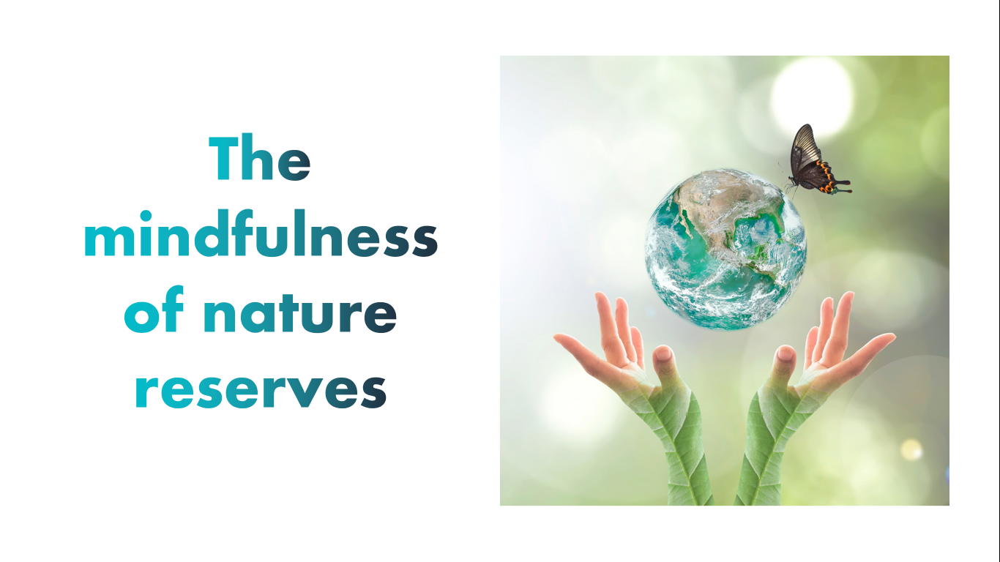 The
mindfulness
of nature
reserves